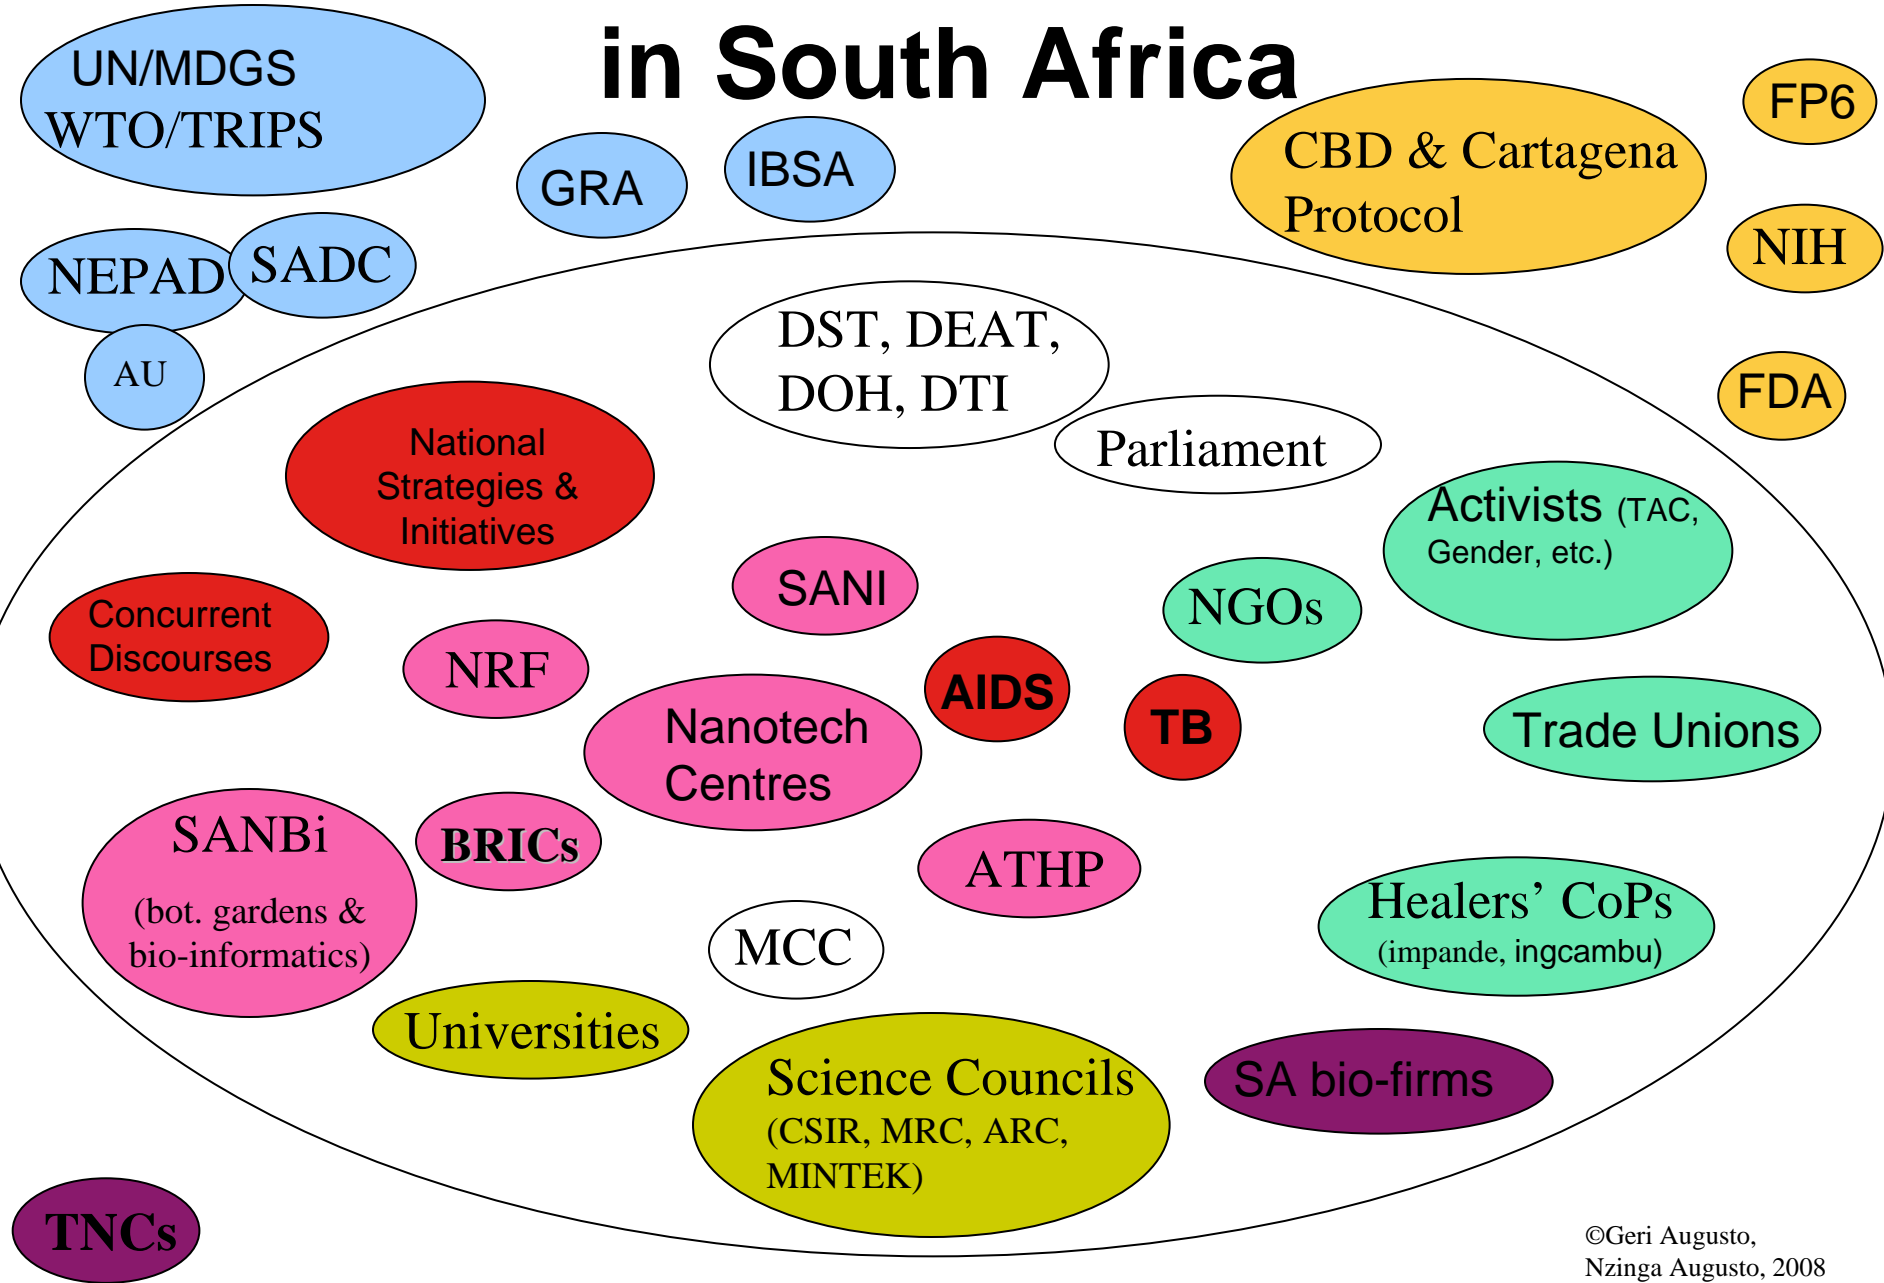 in South Africa
UN/MDGS
WTO/TRIPS
GRA
IBSA
CBD & Cartagena
Protocol
FP6
NIH
FDA
NEPAD
SADC
AU
DST, DEAT,
DOH, DTI
Parliament
National
Strategies &
Initiatives
Activists (TAC,
Gender, etc.)
Concurrent
Discourses
SANI
NGOs
NRF
AIDS
TB
Nanotech
Centres
Trade Unions
SANBi
(bot. gardens &
bio-informatics)
BRICs
ATHP
Healers’ CoPs
(impande, ingcambu)
MCC
Universities
Science Councils
(CSIR, MRC, ARC,
MINTEK)
SA bio-firms
TNCs
©Geri Augusto,
Nzinga Augusto, 2008